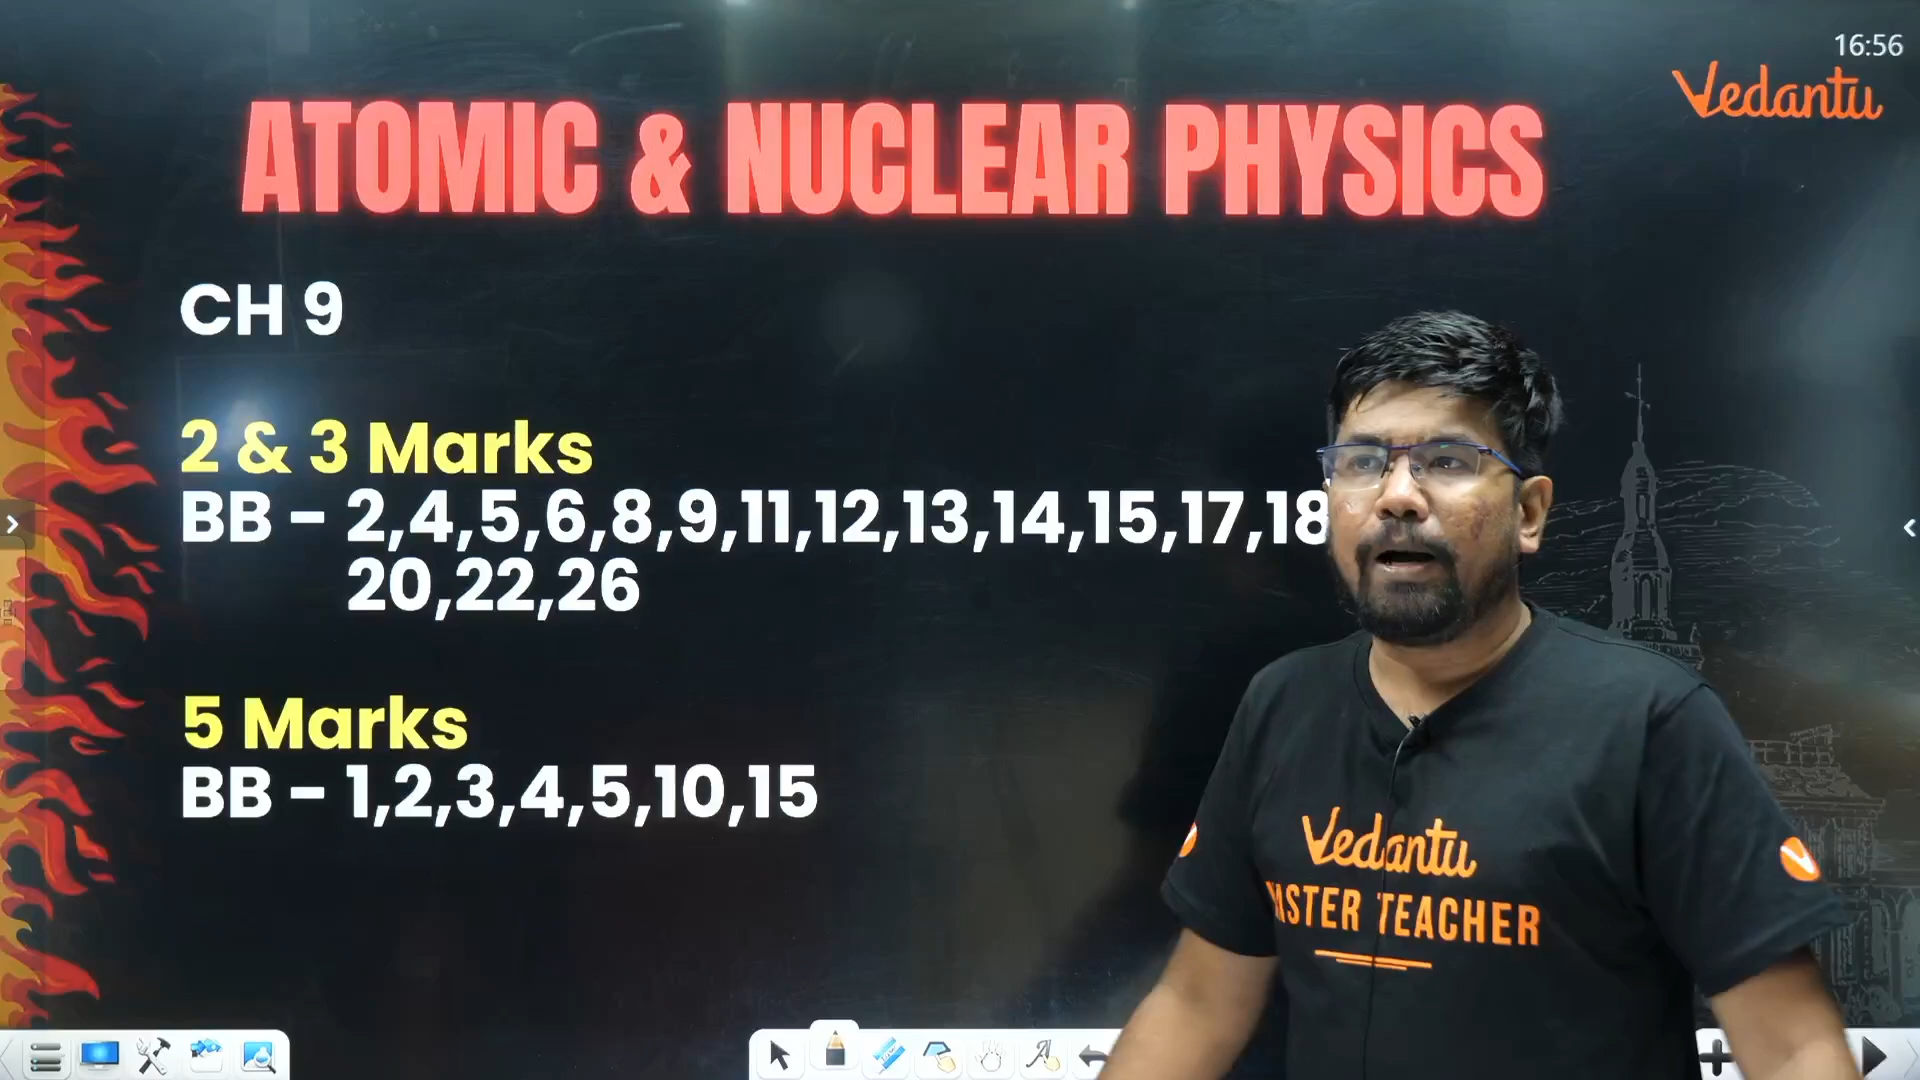 16:56
Vedantu
ATOMIC & NUCLEAR PHYSICS
CH 9
2 & 3 Marks
BB - 2,4,5,6,8,9,11,12,13,14,15,17,18
20,22,26
5 Marks
BB - 1,2,3,4,5,10,15
Vedantu
TEACHER